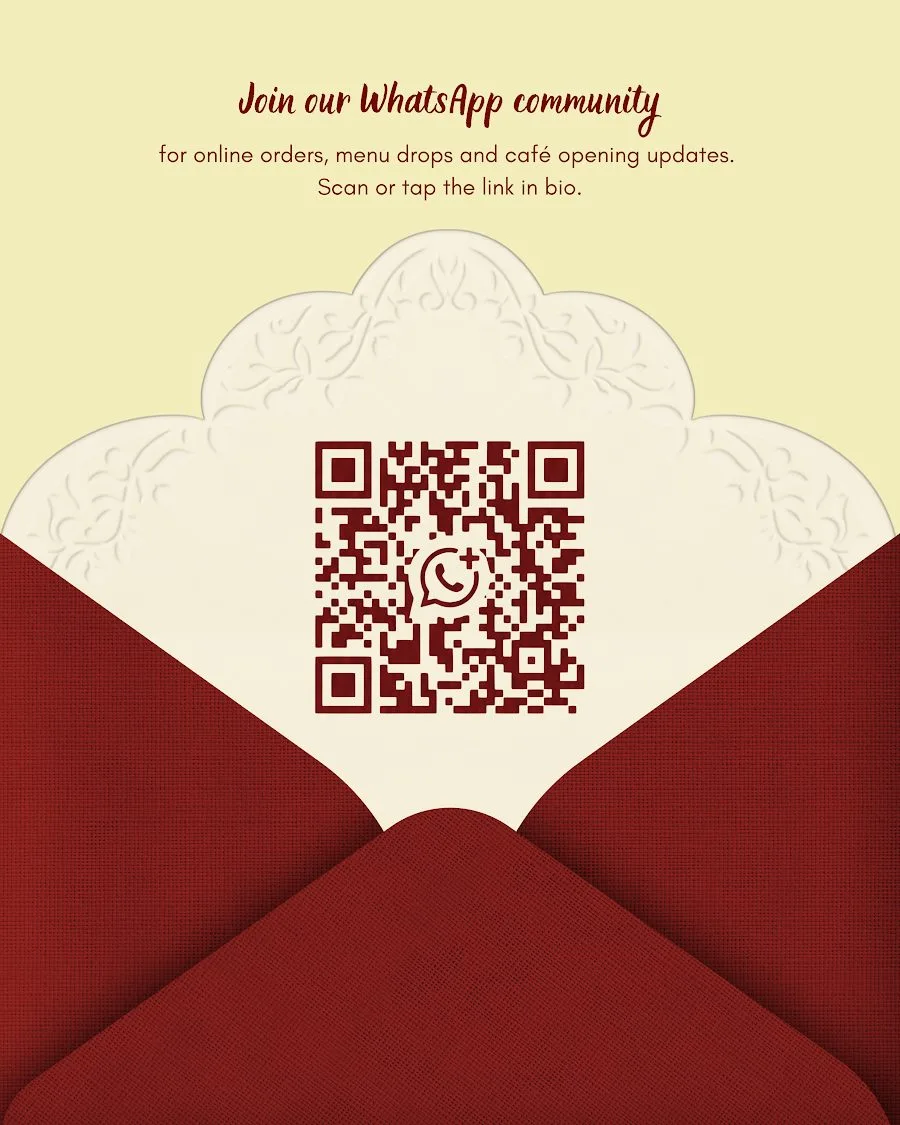 Join our WhatsApp community
for online orders, menu drops and café opening updates.
Scan or tap the link in bio.